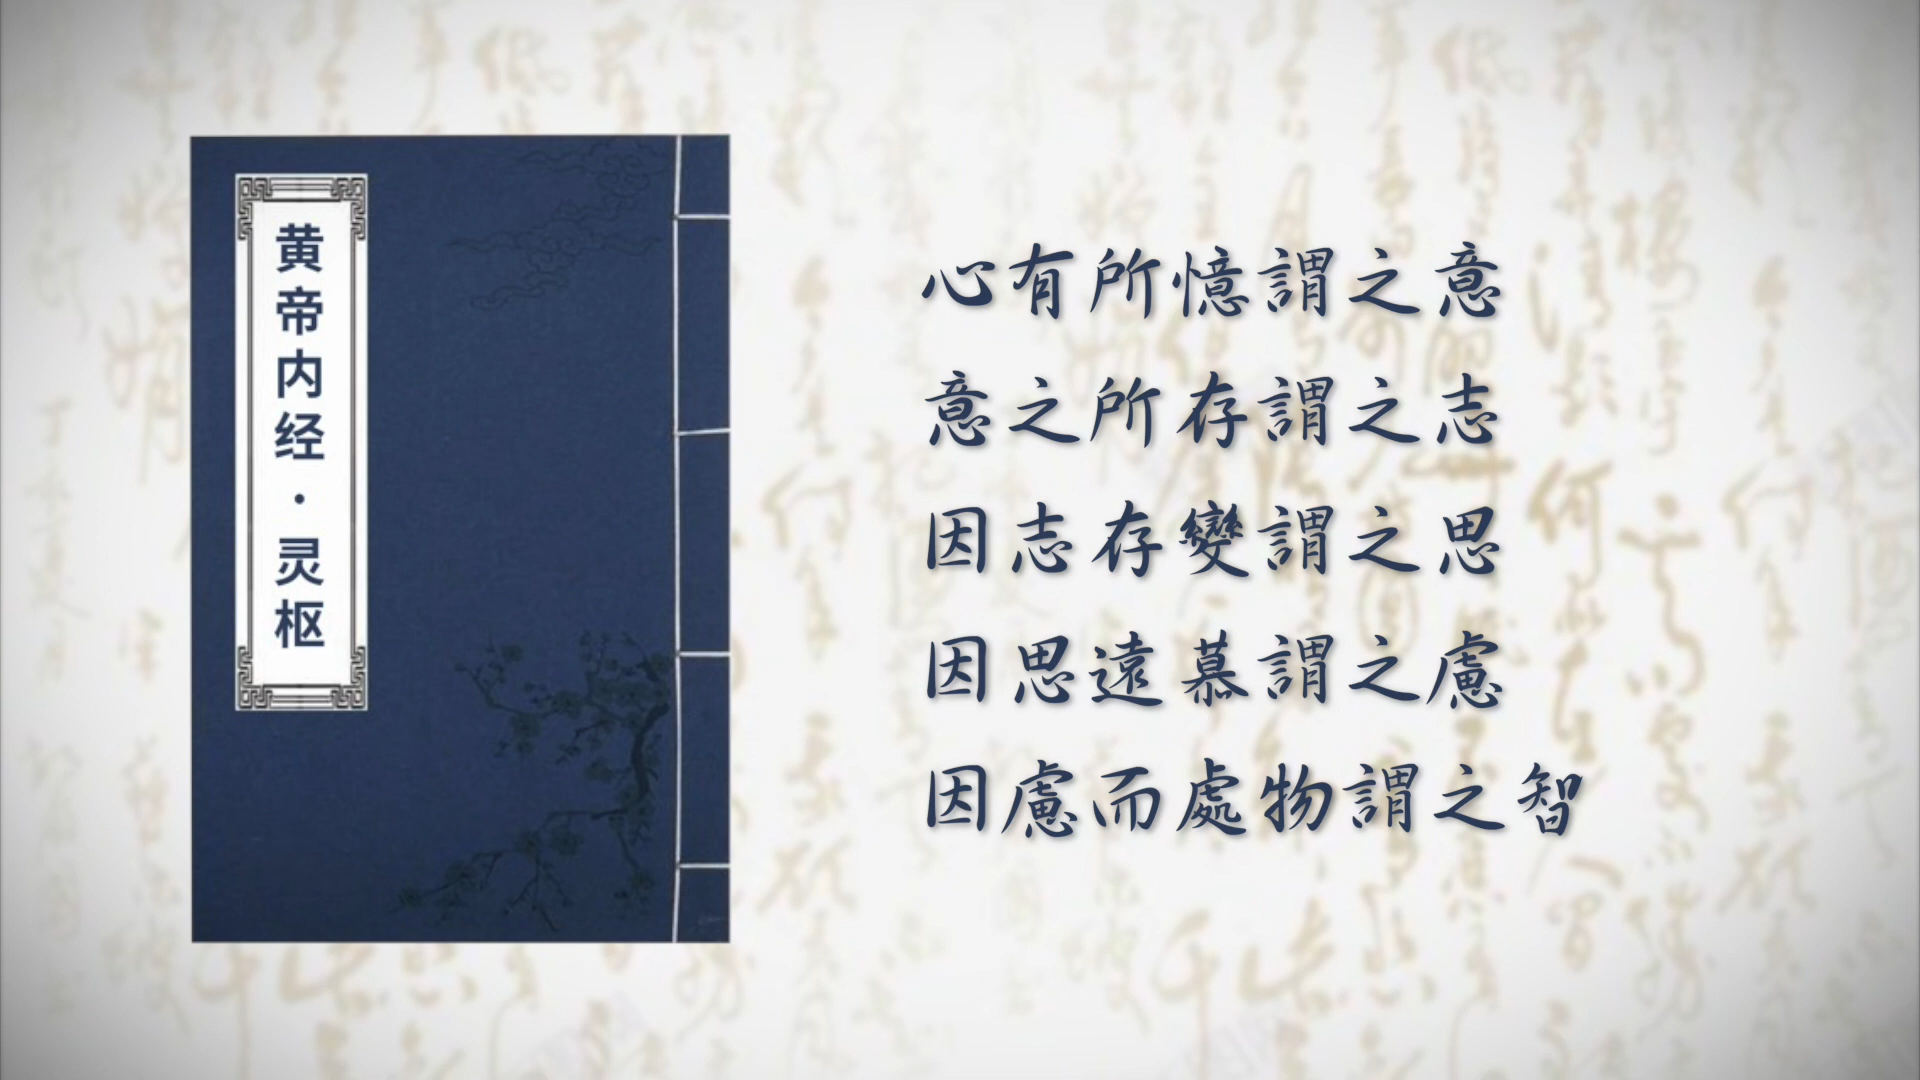 黄帝内经·灵枢
心有所憶謂之意
意之所存謂之志
因志存變謂之思
因思遠慕謂之慮
因慮而處物謂之智